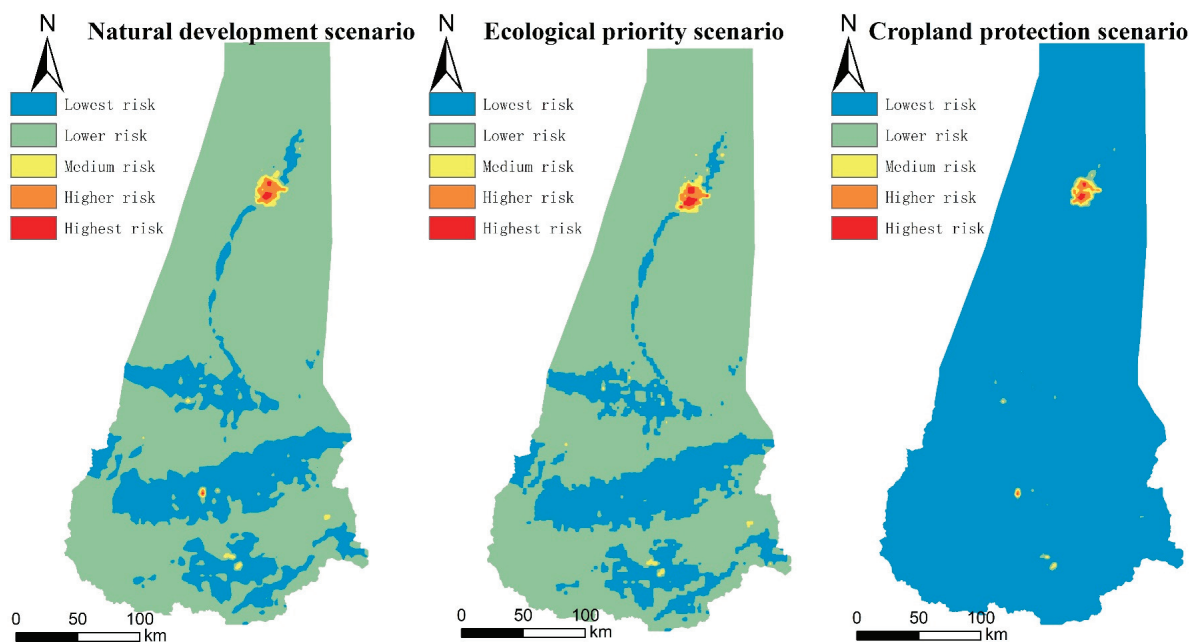 Natural development scenario
N
Lowest risk
Lower risk
Medium risk
Higher risk
Highest risk
0 50 100
km
Ecological priority scenario
N
Lowest risk
Lower risk
Medium risk
Higher risk
Highest risk
0 50 100
km
Cropland protection scenario
N
Lowest risk
Lower risk
Medium risk
Higher risk
Highest risk
0 50 100
km